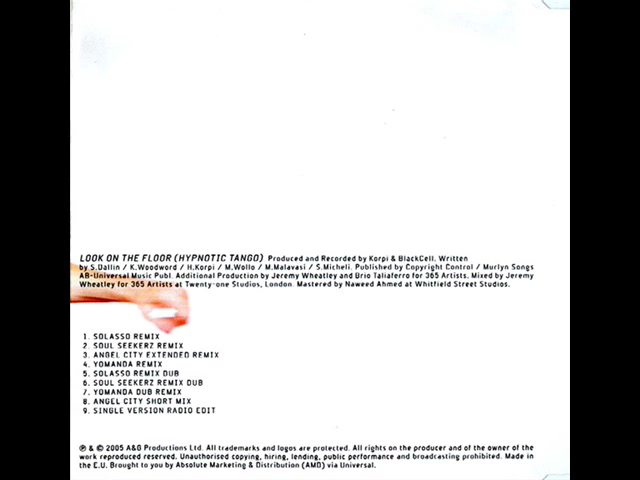 LOOK ON THE FLOOR (HYPNOTIC TANGO) Produced and Recorded by Korpi & BlackCell. Written
by S.Dallin / K.Woodword / H.Korpi / M.Wollo / M.Malavasi / S.Micheli. Published by Copyright Control / Murlyn Songs
AB-Universal Music Publ. Additional Production by Jeremy Wheatley and Brio Taliaferro for 365 Artists. Mixed by Jeremy
Wheatley for 365 Artists at Twenty-one Studios, London. Mastered by Naweed Ahmed at Whitfield Street Studios.
1. SOLASSO REMIX
2. SOUL SEEKERZ REMIX
3. ANGEL CITY EXTENDED REMIX
4. YOMANDA REMIX
5. SOLASSO REMIX DUB
6. SOUL SEEKERZ REMIX DUB
7. YOMANDA DUB REMIX
8. ANGEL CITY SHORT MIX
9. SINGLE VERSION RADIO EDIT
℗ & © 2005 A&G Productions Ltd. All trademarks and logos are protected. All rights on the producer and of the owner of the
work reproduced reserved. Unauthorised copying, hiring, lending, public performance and broadcasting prohibited. Made in
the E.U. Brought to you by Absolute Marketing & Distribution (AMD) via Universal.